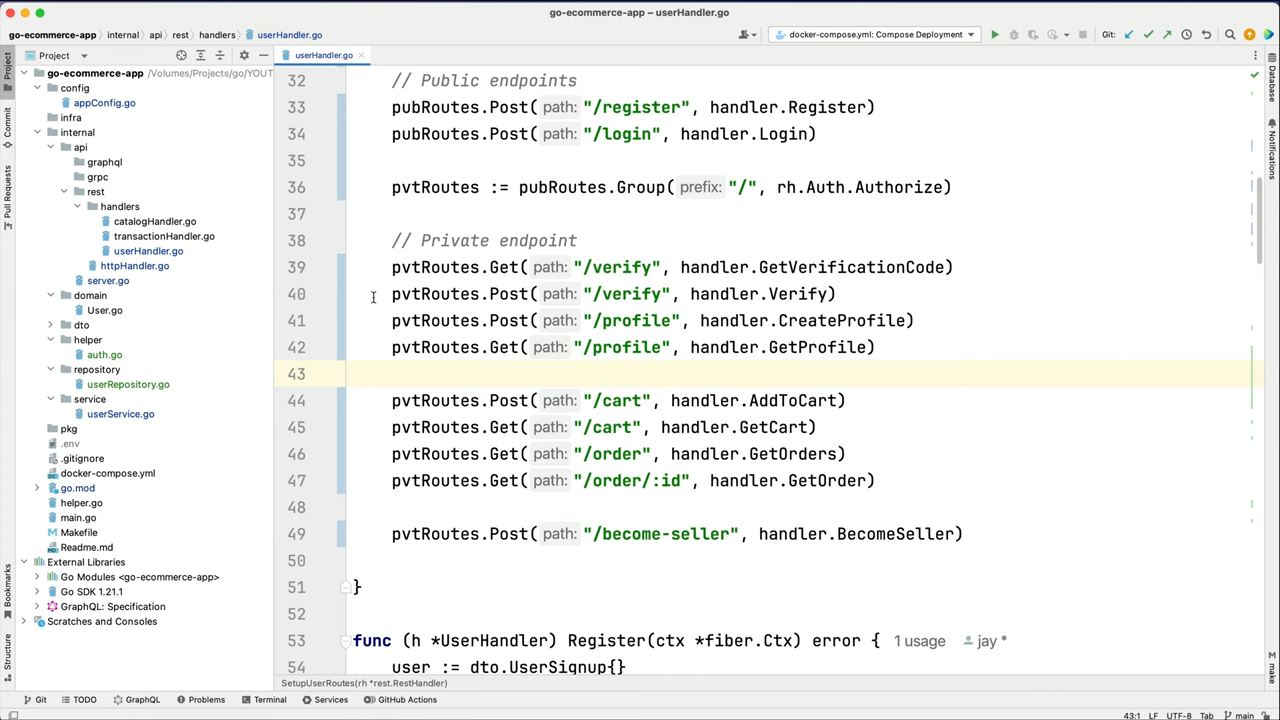 go-ecommerce-app – userHandler.go
go-ecommerce-app internal api rest handlers userHandler.go
docker-compose.yml: Compose Deployment
Git:
Project
userHandler.go
go-ecommerce-app /Volumes/Projects/go/YOUT
config
appConfig.go
infra
internal
api
graphql
grpc
rest
handlers
catalogHandler.go
transactionHandler.go
userHandler.go
httpHandler.go
server.go
domain
User.go
dto
helper
auth.go
repository
userRepository.go
service
userService.go
pkg
.env
.gitignore
docker-compose.yml
go.mod
helper.go
main.go
Makefile
Readme.md
External Libraries
Go Modules <go-ecommerce-app>
Go SDK 1.21.1
GraphQL: Specification
Scratches and Consoles
Project
Commit
Pull Requests
Bookmarks
Structure
32 // Public endpoints
33 pubRoutes.Post( path: "/register", handler.Register)
34 pubRoutes.Post( path: "/login", handler.Login)
35
36 pvtRoutes := pubRoutes.Group( prefix: "/", rh.Auth.Authorize)
37
38 // Private endpoint
39 pvtRoutes.Get( path: "/verify", handler.GetVerificationCode)
40 pvtRoutes.Post( path: "/verify", handler.Verify)
41 pvtRoutes.Post( path: "/profile", handler.CreateProfile)
42 pvtRoutes.Get( path: "/profile", handler.GetProfile)
43
44 pvtRoutes.Post( path: "/cart", handler.AddToCart)
45 pvtRoutes.Get( path: "/cart", handler.GetCart)
46 pvtRoutes.Get( path: "/order", handler.GetOrders)
47 pvtRoutes.Get( path: "/order/:id", handler.GetOrder)
48
49 pvtRoutes.Post( path: "/become-seller", handler.BecomeSeller)
50
51 }
52
53 func (h *UserHandler) Register(ctx *fiber.Ctx) error { 1 usage jay *
54 user := dto.UserSignup{}
SetupUserRoutes(rh *rest.RestHandler)
Database
Notifications
make
Git TODO GraphQL Problems Terminal Services GitHub Actions
43:1 LF UTF-8 Tab main